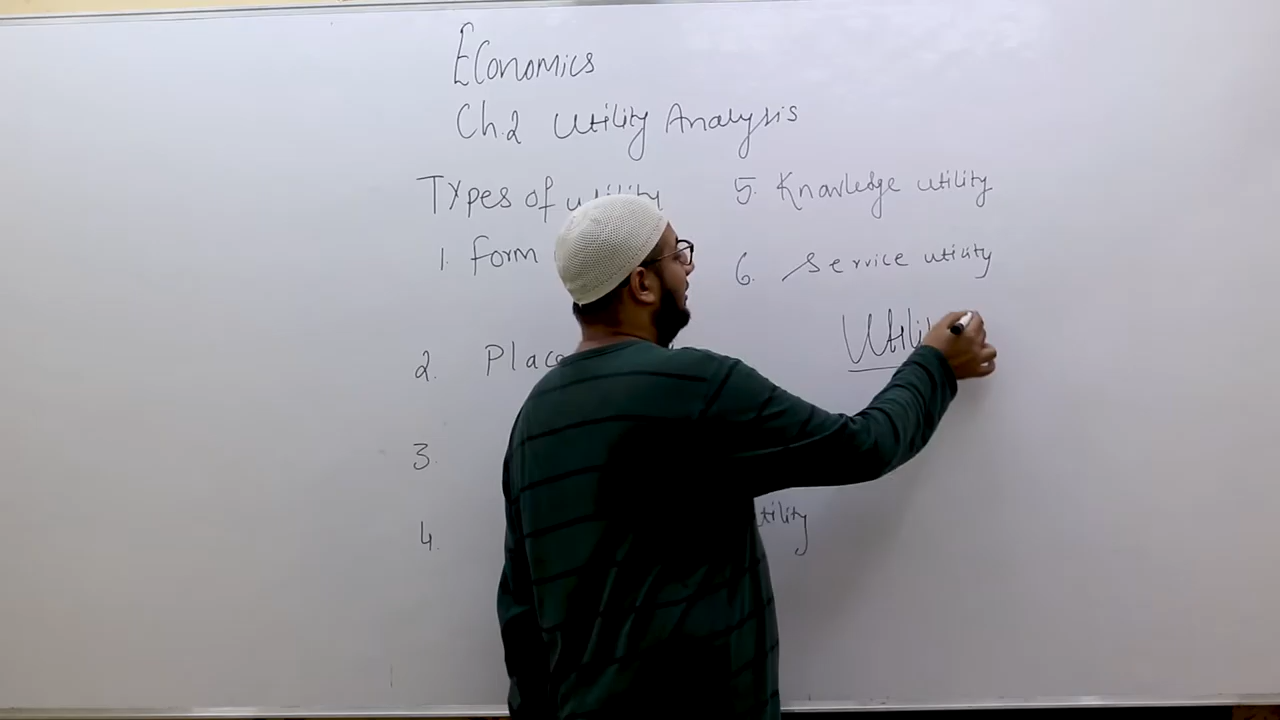 Economics
Ch.2 Utility Analysis
Types of utility
1. Form
2. Place
3.
4. utility
5. Knowledge utility
6. Service utility
Utili